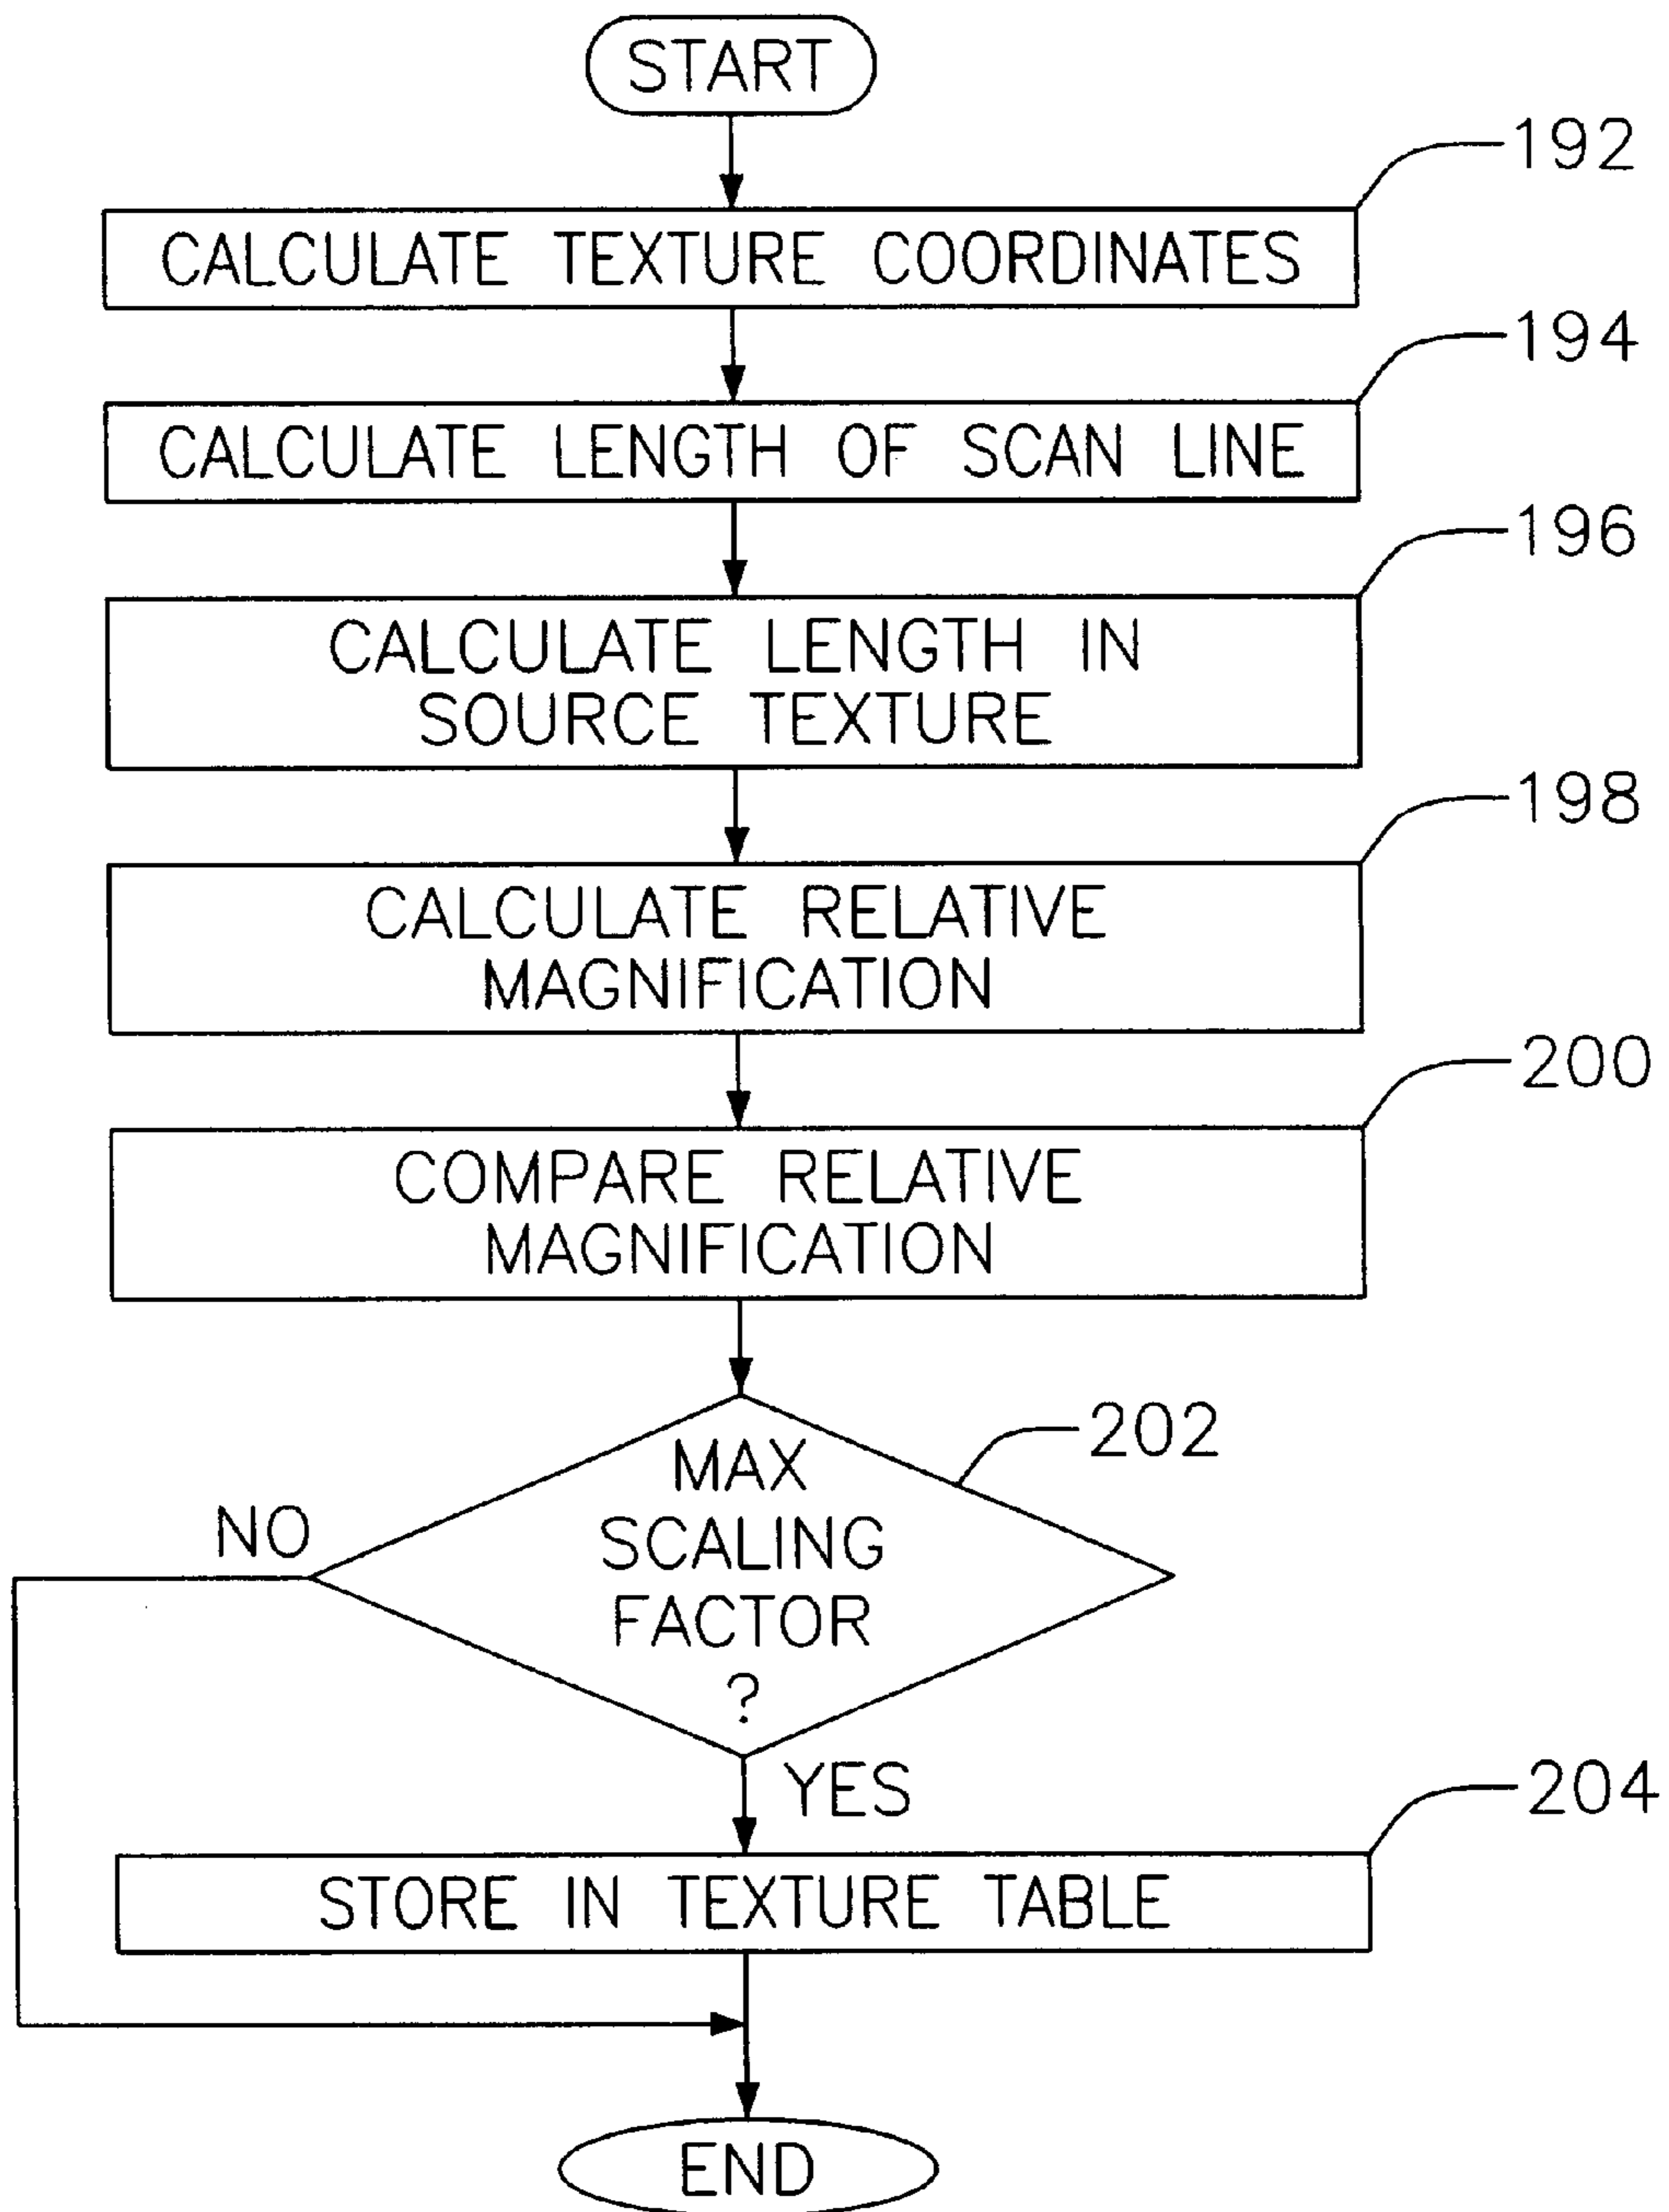 START
192
CALCULATE TEXTURE COORDINATES
194
CALCULATE LENGTH OF SCAN LINE
196
CALCULATE LENGTH IN
SOURCE TEXTURE
198
CALCULATE RELATIVE
MAGNIFICATION
200
COMPARE RELATIVE
MAGNIFICATION
202
MAX
SCALING
FACTOR
?
NO
YES
204
STORE IN TEXTURE TABLE
END